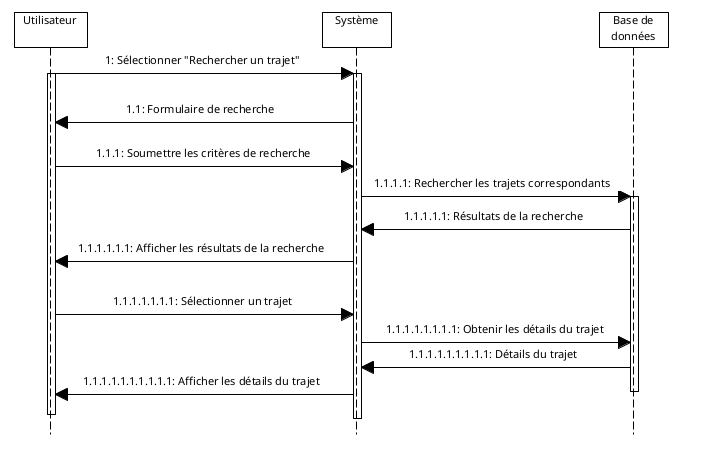 Utilisateur
Système
Base de
données
1: Sélectionner "Rechercher un trajet"
1.1: Formulaire de recherche
1.1.1: Soumettre les critères de recherche
1.1.1.1: Rechercher les trajets correspondants
1.1.1.1.1: Résultats de la recherche
1.1.1.1.1.1: Afficher les résultats de la recherche
1.1.1.1.1.1.1: Sélectionner un trajet
1.1.1.1.1.1.1.1: Obtenir les détails du trajet
1.1.1.1.1.1.1.1.1: Détails du trajet
1.1.1.1.1.1.1.1.1.1: Afficher les détails du trajet